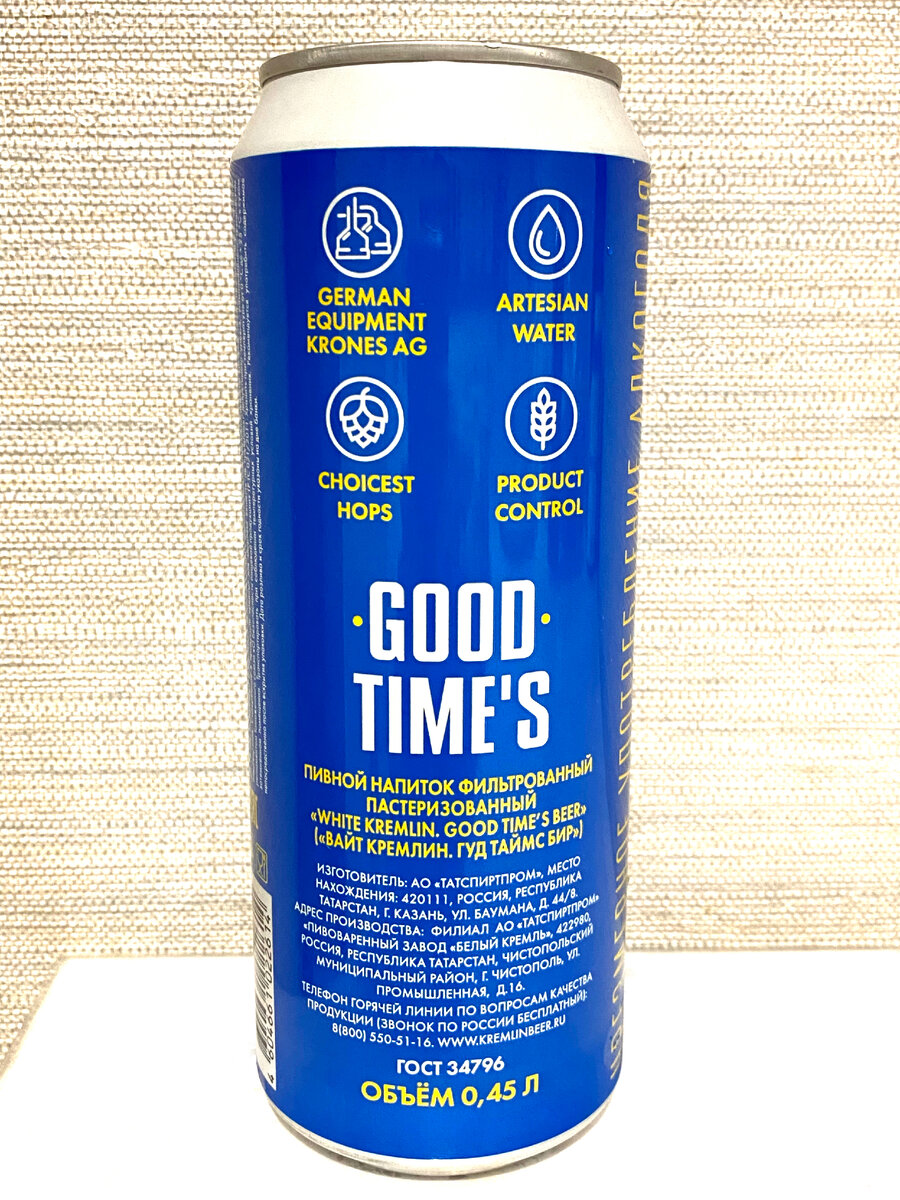 GERMAN
EQUIPMENT
KRONES AG
ARTESIAN
WATER
CHOICEST
HOPS
PRODUCT
CONTROL
·GOOD·
TIME'S
ПИВНОЙ НАПИТОК ФИЛЬТРОВАННЫЙ
ПАСТЕРИЗОВАННЫЙ
«WHITE KREMLIN. GOOD TIME'S BEER»
(«ВАЙТ КРЕМЛИН. ГУД ТАЙМС БИР»)
ИЗГОТОВИТЕЛЬ: АО «ТАТСПИРТПРОМ», МЕСТО
НАХОЖДЕНИЯ: 420111, РОССИЯ, РЕСПУБЛИКА
ТАТАРСТАН, Г. КАЗАНЬ, УЛ. БАУМАНА, Д. 44/8.
АДРЕС ПРОИЗВОДСТВА: ФИЛИАЛ АО «ТАТСПИРТПРОМ»
«ПИВОВАРЕННЫЙ ЗАВОД «БЕЛЫЙ КРЕМЛЬ», 422980,
РОССИЯ, РЕСПУБЛИКА ТАТАРСТАН, ЧИСТОПОЛЬСКИЙ
МУНИЦИПАЛЬНЫЙ РАЙОН, Г. ЧИСТОПОЛЬ, УЛ.
ПРОМЫШЛЕННАЯ, Д.16.
ТЕЛЕФОН ГОРЯЧЕЙ ЛИНИИ ПО ВОПРОСАМ КАЧЕСТВА
ПРОДУКЦИИ (ЗВОНОК ПО РОССИИ БЕСПЛАТНЫЙ):
8(800) 550-51-16. WWW.KREMLINBEER.RU
ГОСТ 34796
ОБЪЁМ 0,45 Л
УПОТРЕБЛЕНИЕ АЛКОГОЛЯ